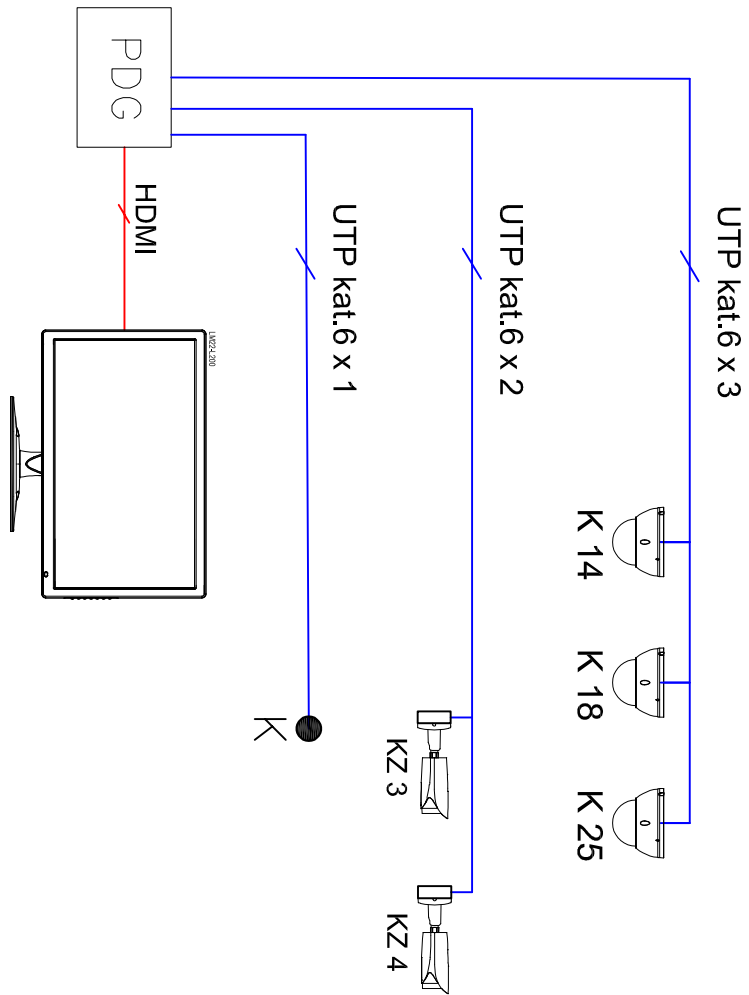 UTP kat.6 x 3
K 14
K 18
K 25
UTP kat.6 x 2
KZ 3
KZ 4
UTP kat.6 x 1
K
PDG
HDMI
LM22-L200